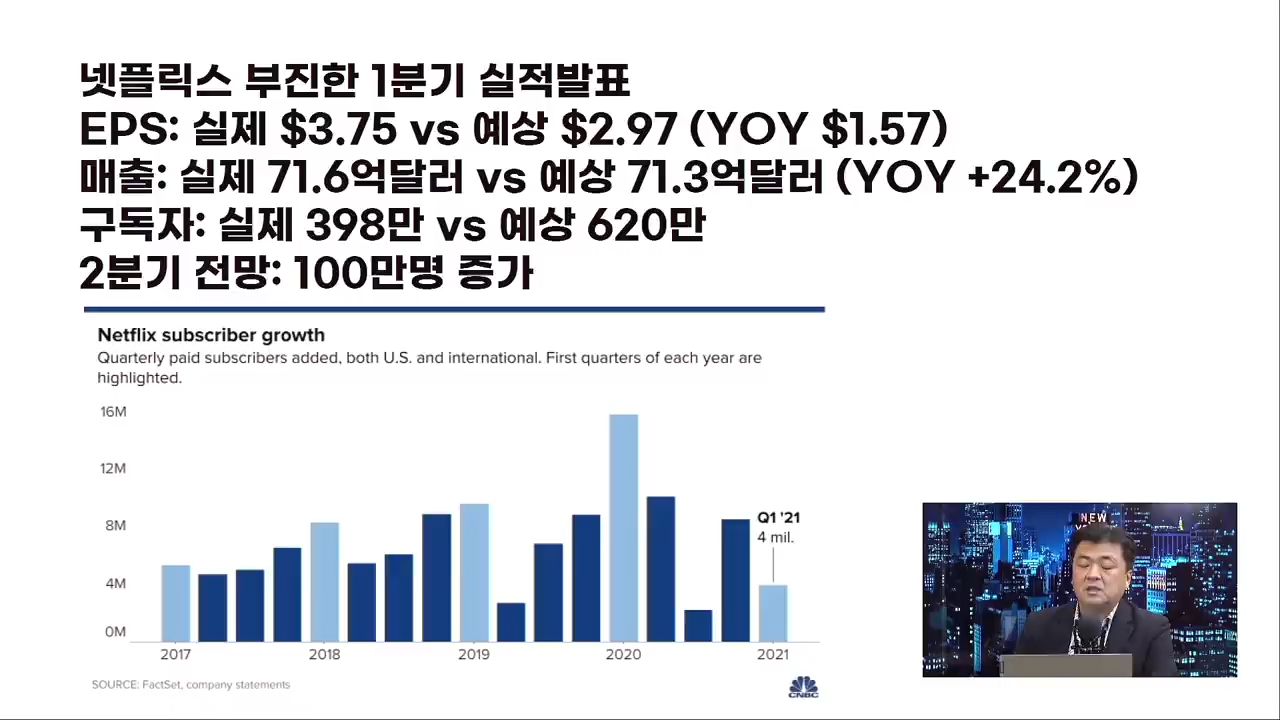 넷플릭스 부진한 1분기 실적발표
EPS: 실제 $3.75 vs 예상 $2.97 (YOY $1.57)
매출: 실제 71.6억달러 vs 예상 71.3억달러 (YOY +24.2%)
구독자: 실제 398만 vs 예상 620만
2분기 전망: 100만명 증가
Netflix subscriber growth
Quarterly paid subscribers added, both U.S. and international. First quarters of each year are
highlighted.
16M
12M
8M
4M
0M
Q1 '21
4 mil.
2017 2018 2019 2020 2021
SOURCE: FactSet, company statements
CNBC
NEW